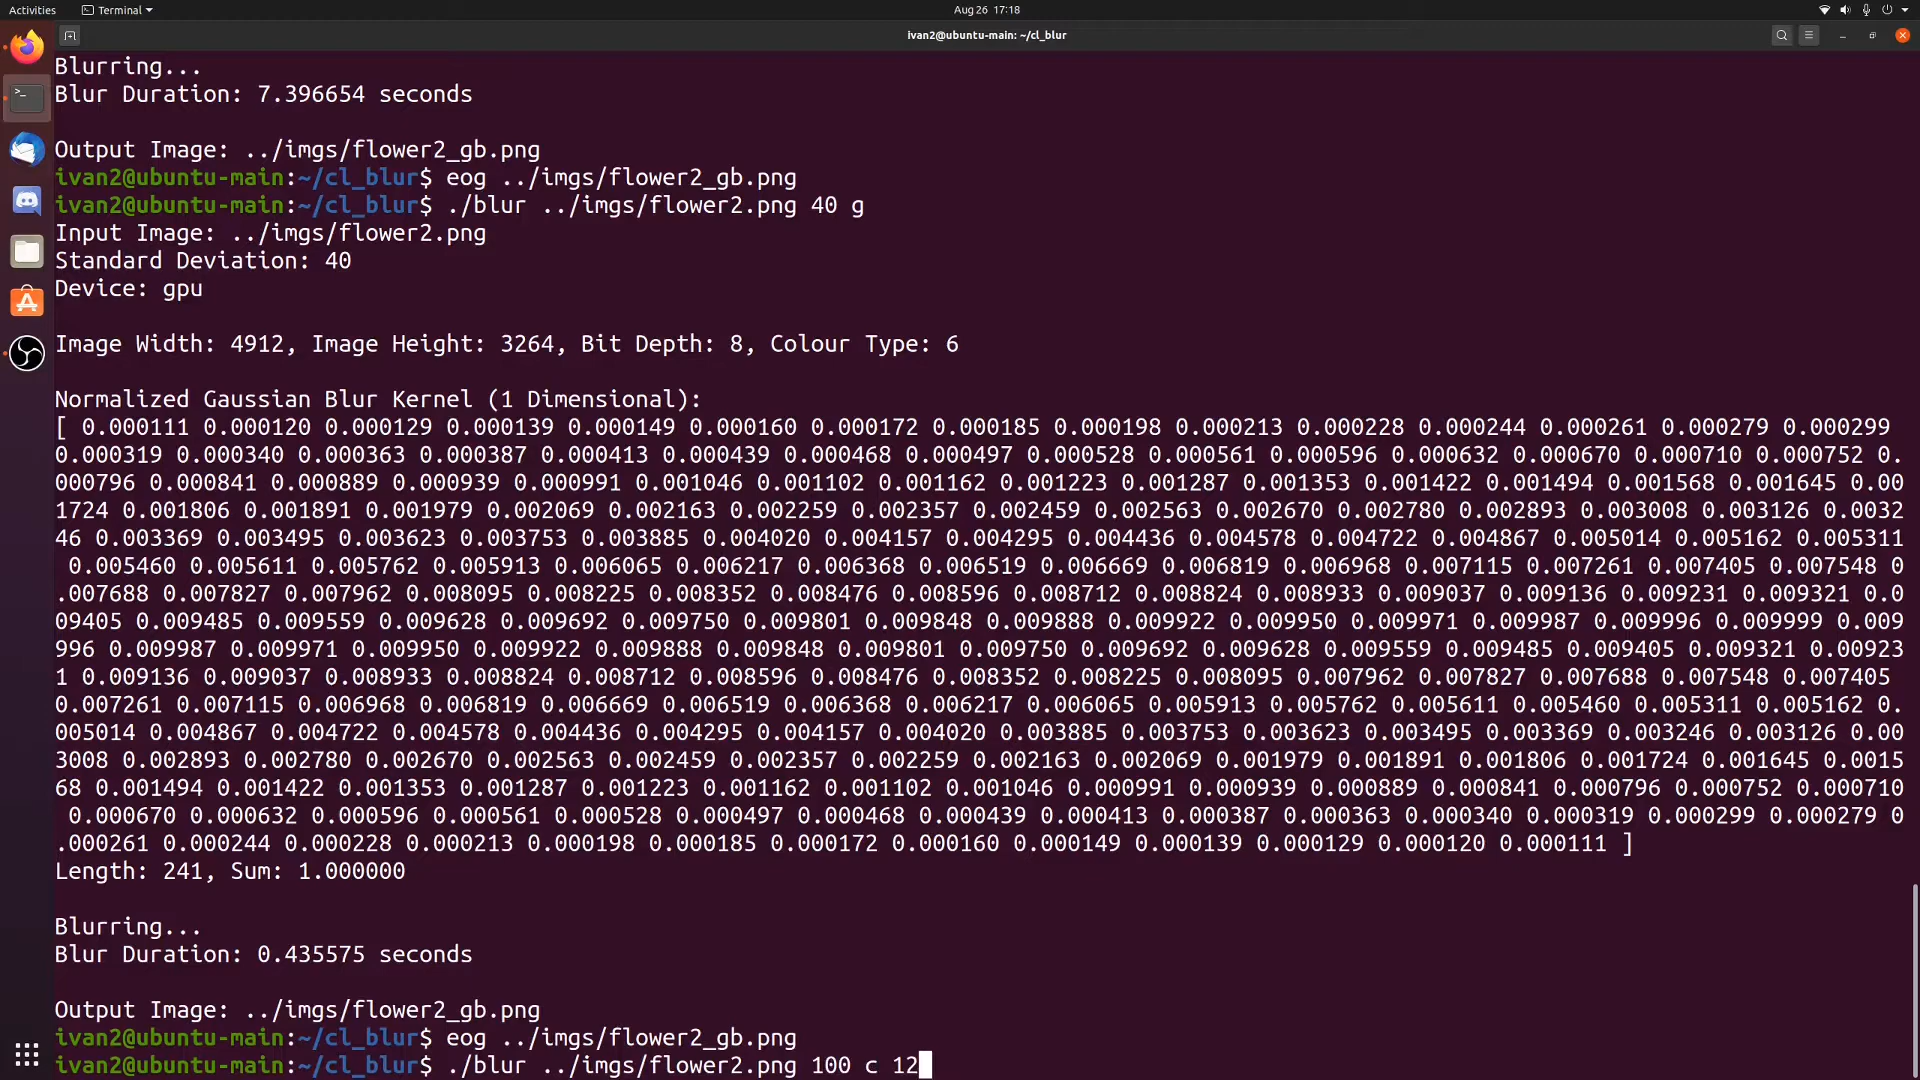 Activities Terminal Aug 26 17:18
ivan2@ubuntu-main: ~/cl_blur
Blurring...
Blur Duration: 7.396654 seconds
Output Image: ../imgs/flower2_gb.png
ivan2@ubuntu-main:~/cl_blur$ eog ../imgs/flower2_gb.png
ivan2@ubuntu-main:~/cl_blur$ ./blur ../imgs/flower2.png 40 g
Input Image: ../imgs/flower2.png
Standard Deviation: 40
Device: gpu
Image Width: 4912, Image Height: 3264, Bit Depth: 8, Colour Type: 6
Normalized Gaussian Blur Kernel (1 Dimensional):
[ 0.000111 0.000120 0.000129 0.000139 0.000149 0.000160 0.000172 0.000185 0.000198 0.000213 0.000228 0.000244 0.000261 0.000279 0.000299
0.000319 0.000340 0.000363 0.000387 0.000413 0.000439 0.000468 0.000497 0.000528 0.000561 0.000596 0.000632 0.000670 0.000710 0.000752 0.
000796 0.000841 0.000889 0.000939 0.000991 0.001046 0.001102 0.001162 0.001223 0.001287 0.001353 0.001422 0.001494 0.001568 0.001645 0.00
1724 0.001806 0.001891 0.001979 0.002069 0.002163 0.002259 0.002357 0.002459 0.002563 0.002670 0.002780 0.002893 0.003008 0.003126 0.0032
46 0.003369 0.003495 0.003623 0.003753 0.003885 0.004020 0.004157 0.004295 0.004436 0.004578 0.004722 0.004867 0.005014 0.005162 0.005311
0.005460 0.005611 0.005762 0.005913 0.006065 0.006217 0.006368 0.006519 0.006669 0.006819 0.006968 0.007115 0.007261 0.007405 0.007548 0
.007688 0.007827 0.007962 0.008095 0.008225 0.008352 0.008476 0.008596 0.008712 0.008824 0.008933 0.009037 0.009136 0.009231 0.009321 0.0
09405 0.009485 0.009559 0.009628 0.009692 0.009750 0.009801 0.009848 0.009888 0.009922 0.009950 0.009971 0.009987 0.009996 0.009999 0.009
996 0.009987 0.009971 0.009950 0.009922 0.009888 0.009848 0.009801 0.009750 0.009692 0.009628 0.009559 0.009485 0.009405 0.009321 0.00923
1 0.009136 0.009037 0.008933 0.008824 0.008712 0.008596 0.008476 0.008352 0.008225 0.008095 0.007962 0.007827 0.007688 0.007548 0.007405
0.007261 0.007115 0.006968 0.006819 0.006669 0.006519 0.006368 0.006217 0.006065 0.005913 0.005762 0.005611 0.005460 0.005311 0.005162 0.
005014 0.004867 0.004722 0.004578 0.004436 0.004295 0.004157 0.004020 0.003885 0.003753 0.003623 0.003495 0.003369 0.003246 0.003126 0.00
3008 0.002893 0.002780 0.002670 0.002563 0.002459 0.002357 0.002259 0.002163 0.002069 0.001979 0.001891 0.001806 0.001724 0.001645 0.0015
68 0.001494 0.001422 0.001353 0.001287 0.001223 0.001162 0.001102 0.001046 0.000991 0.000939 0.000889 0.000841 0.000796 0.000752 0.000710
0.000670 0.000632 0.000596 0.000561 0.000528 0.000497 0.000468 0.000439 0.000413 0.000387 0.000363 0.000340 0.000319 0.000299 0.000279 0
.000261 0.000244 0.000228 0.000213 0.000198 0.000185 0.000172 0.000160 0.000149 0.000139 0.000129 0.000120 0.000111 ]
Length: 241, Sum: 1.000000
Blurring...
Blur Duration: 0.435575 seconds
Output Image: ../imgs/flower2_gb.png
ivan2@ubuntu-main:~/cl_blur$ eog ../imgs/flower2_gb.png
ivan2@ubuntu-main:~/cl_blur$ ./blur ../imgs/flower2.png 100 c 12